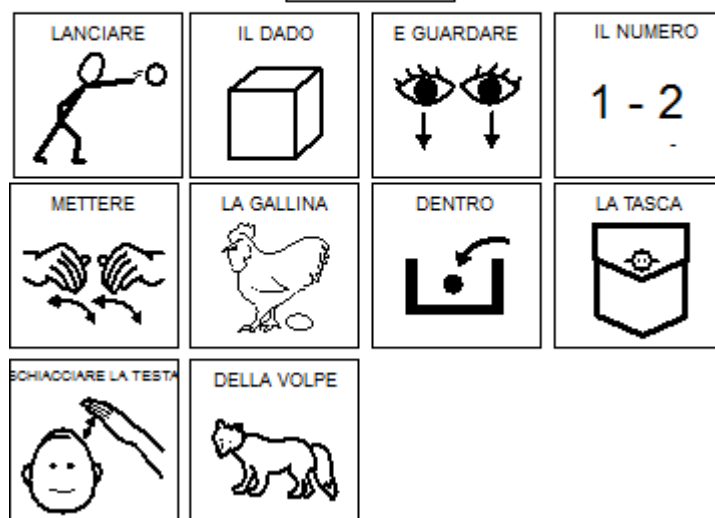 LANCIARE
IL DADO
E GUARDARE
IL NUMERO
1 - 2
-
METTERE
LA GALLINA
DENTRO
LA TASCA
SCHIACCIARE LA TESTA
DELLA VOLPE